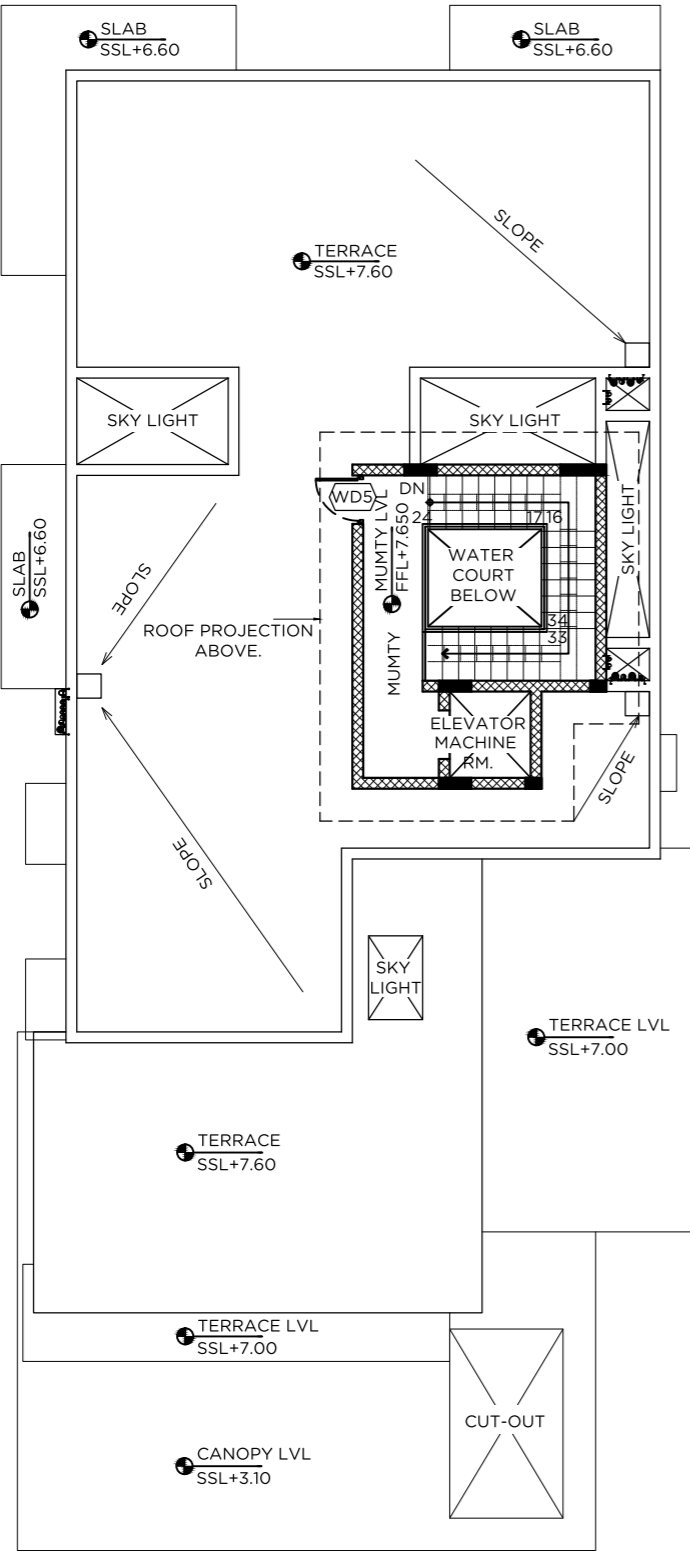 SLAB
SSL+6.60
SLAB
SSL+6.60
SLOPE
TERRACE
SSL+7.60
SKY LIGHT
SKY LIGHT
SKY LIGHT
WD5
DN
24
17
16
MUMTY LVL
FFL+7.650
WATER
COURT
BELOW
SLAB
SSL+6.60
SLOPE
ROOF PROJECTION
ABOVE.
34
33
MUMTY
ELEVATOR
MACHINE
RM.
SLOPE
SLOPE
SKY
LIGHT
TERRACE LVL
SSL+7.00
TERRACE
SSL+7.60
TERRACE LVL
SSL+7.00
CUT-OUT
CANOPY LVL
SSL+3.10